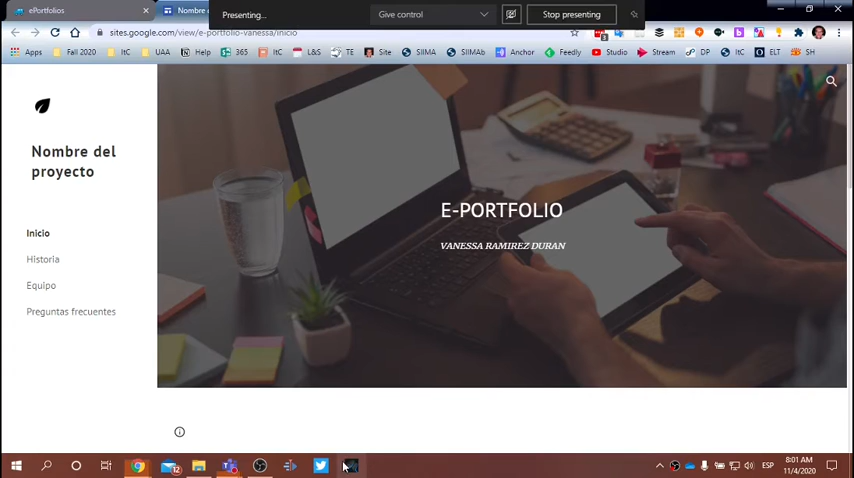 ePortfolios
Nombre d
Presenting...
Give control
Stop presenting
sites.google.com/view/e-portfolio-vanessa/inicio
3
Apps
Fall 2020
ItC
UAA
Help
365
ItC
L&S
TE
Site
SIIMA
SIIMAb
Anchor
Feedly
Studio
Stream
DP
ItC
ELT
SH
Nombre del
proyecto
Inicio
Historia
Equipo
Preguntas frecuentes
E-PORTFOLIO
VANESSA RAMIREZ DURAN
12
ESP
8:01 AM
11/4/2020